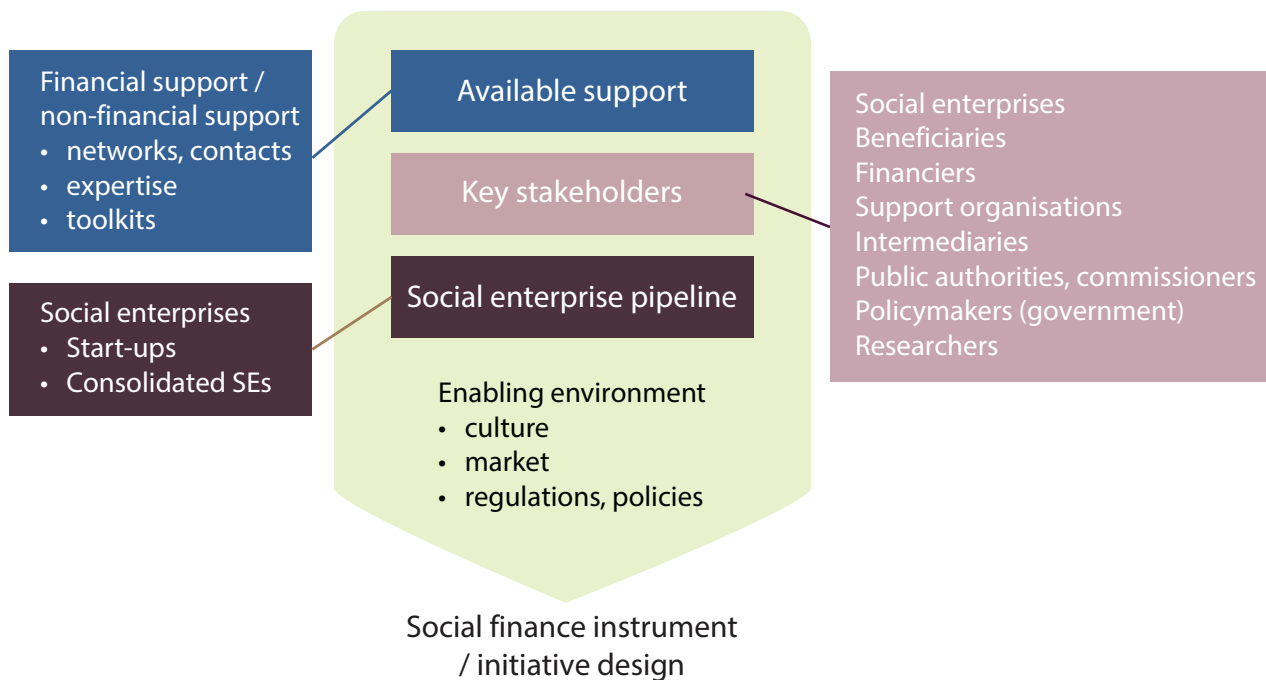 Financial support /
non-financial support
• networks, contacts
• expertise
• toolkits
Social enterprises
• Start-ups
• Consolidated SEs
Available support
Key stakeholders
Social enterprise pipeline
Enabling environment
• culture
• market
• regulations, policies
Social enterprises
Beneficiaries
Financiers
Support organisations
Intermediaries
Public authorities, commissioners
Policymakers (government)
Researchers
Social finance instrument
/ initiative design